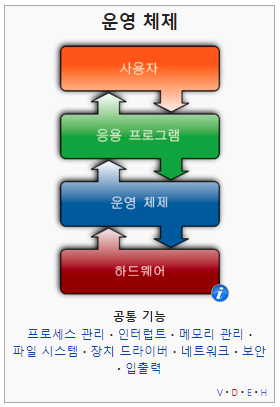 운영 체제
사용자
응용 프로그램
운영 체제
하드웨어
i
공통 기능
프로세스 관리 · 인터럽트 · 메모리 관리 ·
파일 시스템 · 장치 드라이버 · 네트워크 · 보안
· 입출력
V · D · E · H